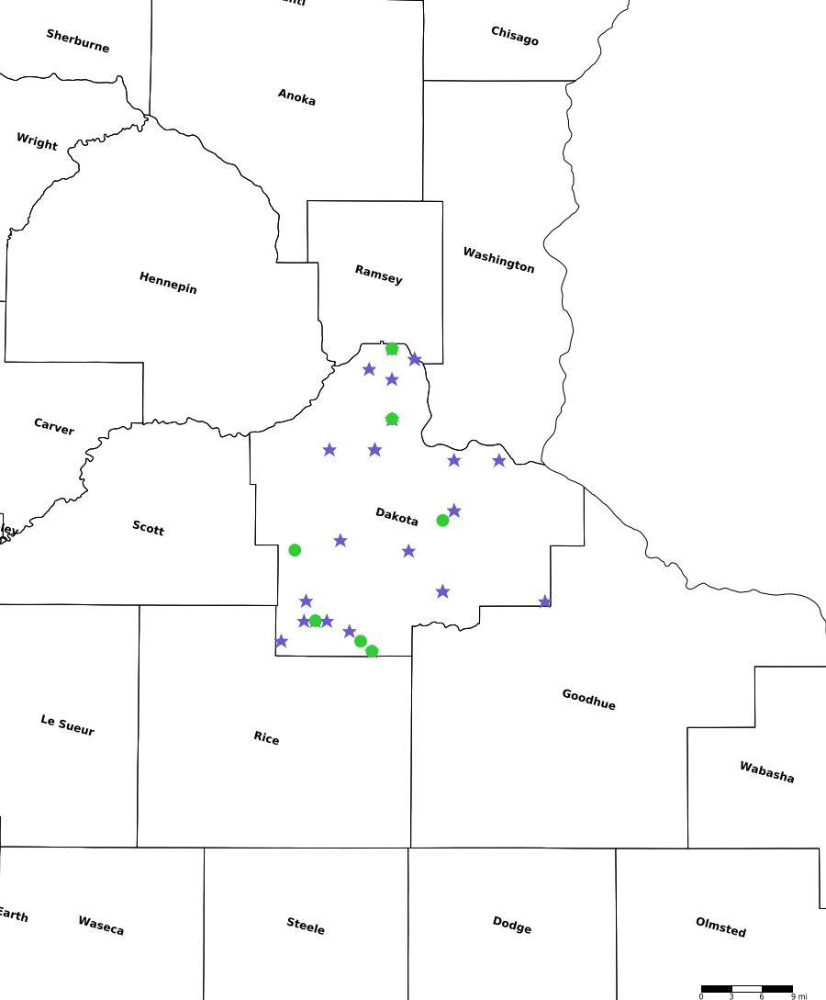 Sherburne
Chisago
Anoka
Wright
Washington
Ramsey
Hennepin
Carver
Dakota
Scott
Goodhue
Le Sueur
Rice
Wabasha
Earth
Waseca
Steele
Dodge
Olmsted
0 3 6 9 mi